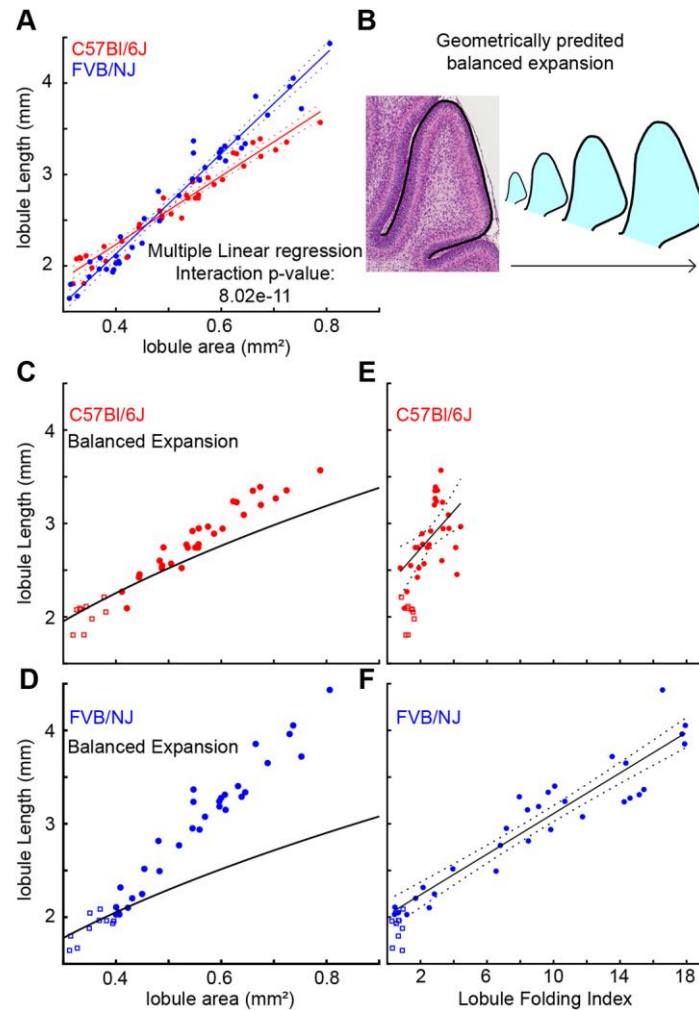 A
C57Bl/6J
FVB/NJ
4
3
2
lobule Length (mm)
Multiple Linear regression
Interaction p-value:
8.02e-11
0.4
0.6
0.8
lobule area (mm²)
B
Geometrically predited
balanced expansion
C
C57Bl/6J
Balanced Expansion
4
3
2
lobule Length (mm)
E
C57Bl/6J
D
FVB/NJ
Balanced Expansion
4
3
2
lobule Length (mm)
0.4
0.6
0.8
lobule area (mm²)
F
FVB/NJ
2
6
10
14
18
Lobule Folding Index